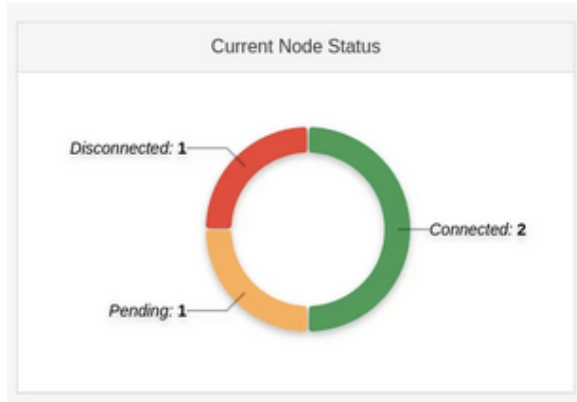 Current Node Status
Disconnected: 1
Connected: 2
Pending: 1